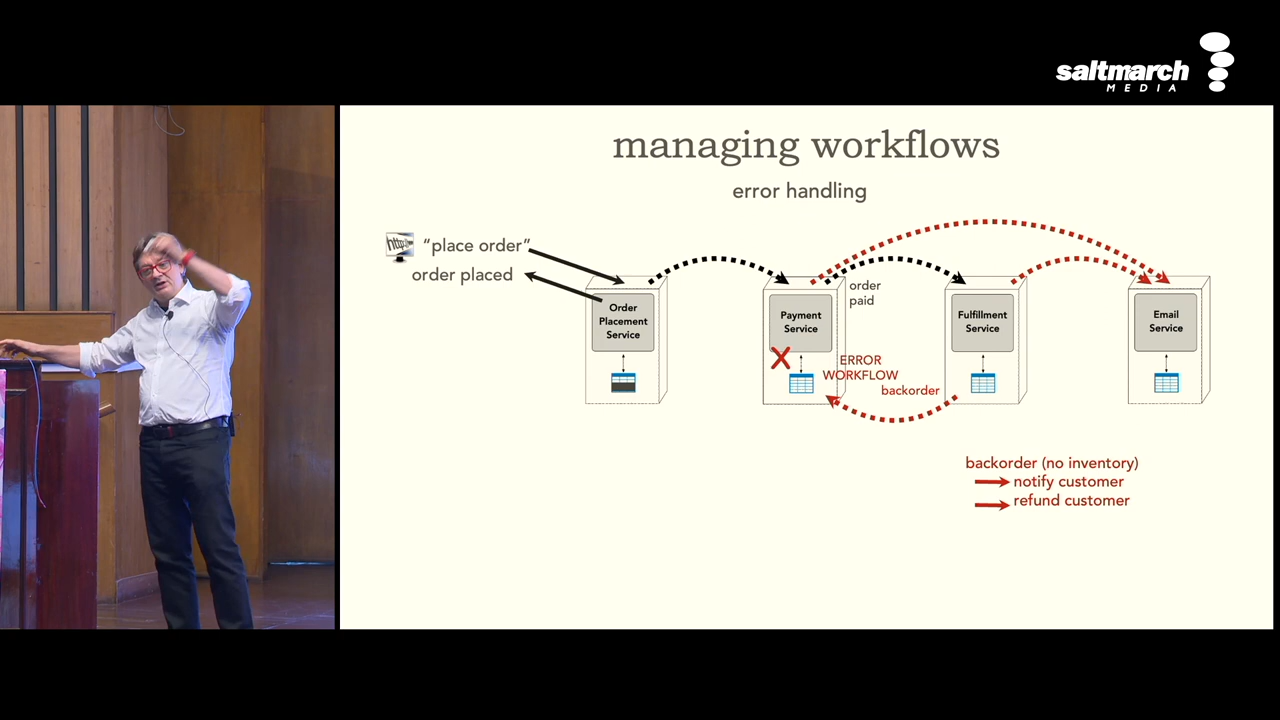 saltmarch
MEDIA
managing workflows
error handling
http:
"place order"
order placed
Order
Placement
Service
Payment
Service
order
paid
Fulfillment
Service
Email
Service
ERROR
WORKFLOW
backorder
backorder (no inventory)
notify customer
refund customer